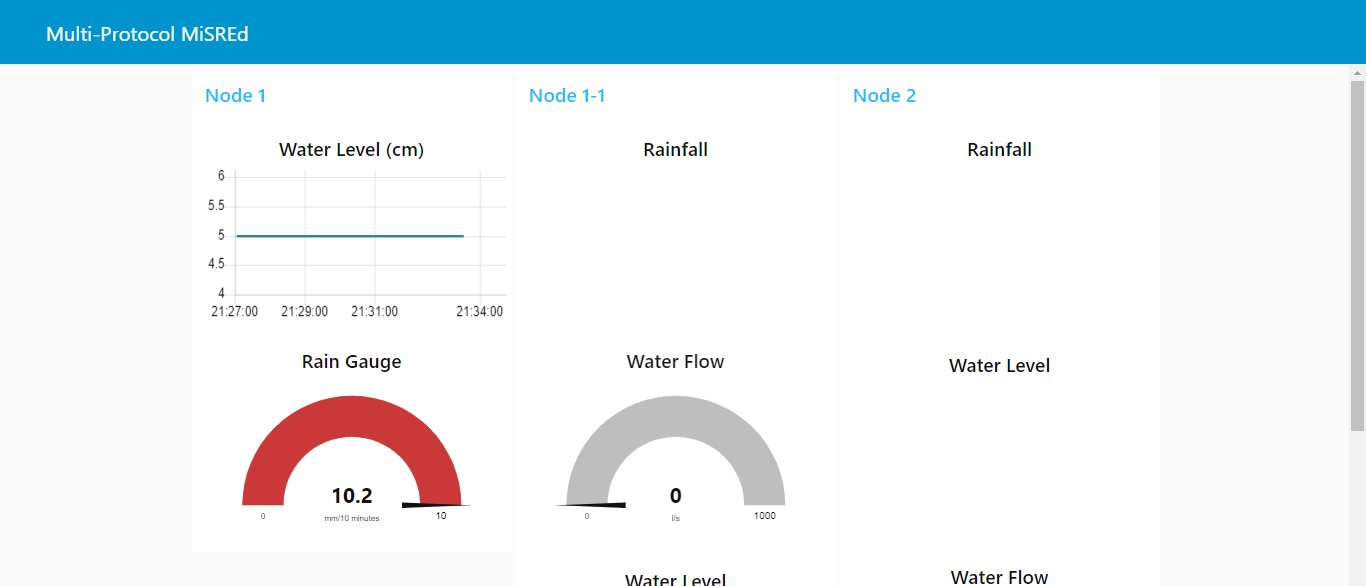 Multi-Protocol MiSREd
Node 1
Water Level (cm)
6
5.5
5
4.5
4
21:27:00 21:29:00 21:31:00 21:34:00
Rain Gauge
10.2
mm/10 minutes
0
10
Node 1-1
Rainfall
Water Flow
0
l/s
0
1000
Water Level
Node 2
Rainfall
Water Level
Water Flow